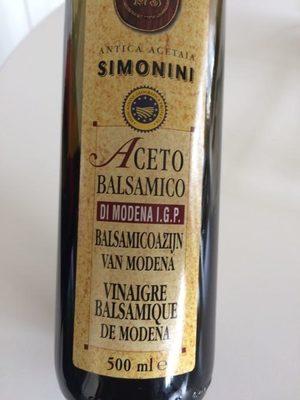 ANTICA ACETAIA
SIMONINI
ACETO
BALSAMICO
DI MODENA I.G.P.
BALSAMICOAZIJN
VAN MODENA
VINAIGRE
BALSAMIQUE
DE MODENA
500 ml e